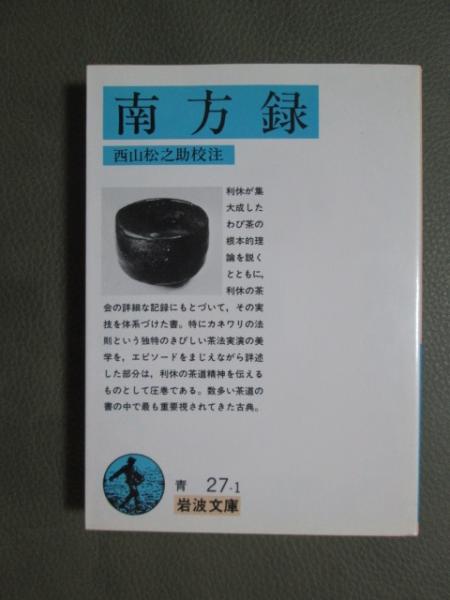 南方録
西山松之助校注
利休が集
大成した
わび茶の
根本的理
論を説く
とともに,
利休の茶
会の詳細な記録にもとづいて，その実
技を体系づけた書。特にカネワリの法
則という独特のきびしい茶法実演の美
学を，エピソードをまじえながら詳述
した部分は，利休の茶道精神を伝える
ものとして圧巻である。数多い茶道の
書の中で最も重要視されてきた古典。
青 27-1
岩波文庫